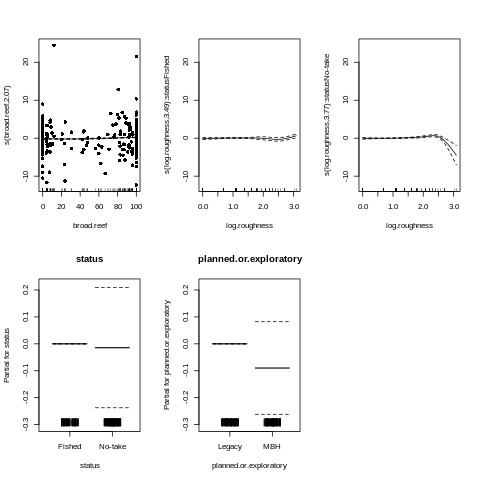 s(broad.reef,2.07)
20
10
0
-10
0 20 40 60 80 100
broad.reef
s(log.roughness,3.49):statusFished
20
10
0
-10
0.0 1.0 2.0 3.0
log.roughness
s(log.roughness,3.77):statusNo-take
20
10
0
-10
0.0 1.0 2.0 3.0
log.roughness
status
Partial for status
0.2
0.1
0.0
-0.1
-0.2
-0.3
Fished No-take
status
planned.or.exploratory
Partial for planned.or.exploratory
0.2
0.1
0.0
-0.1
-0.2
-0.3
Legacy MBH
planned.or.exploratory